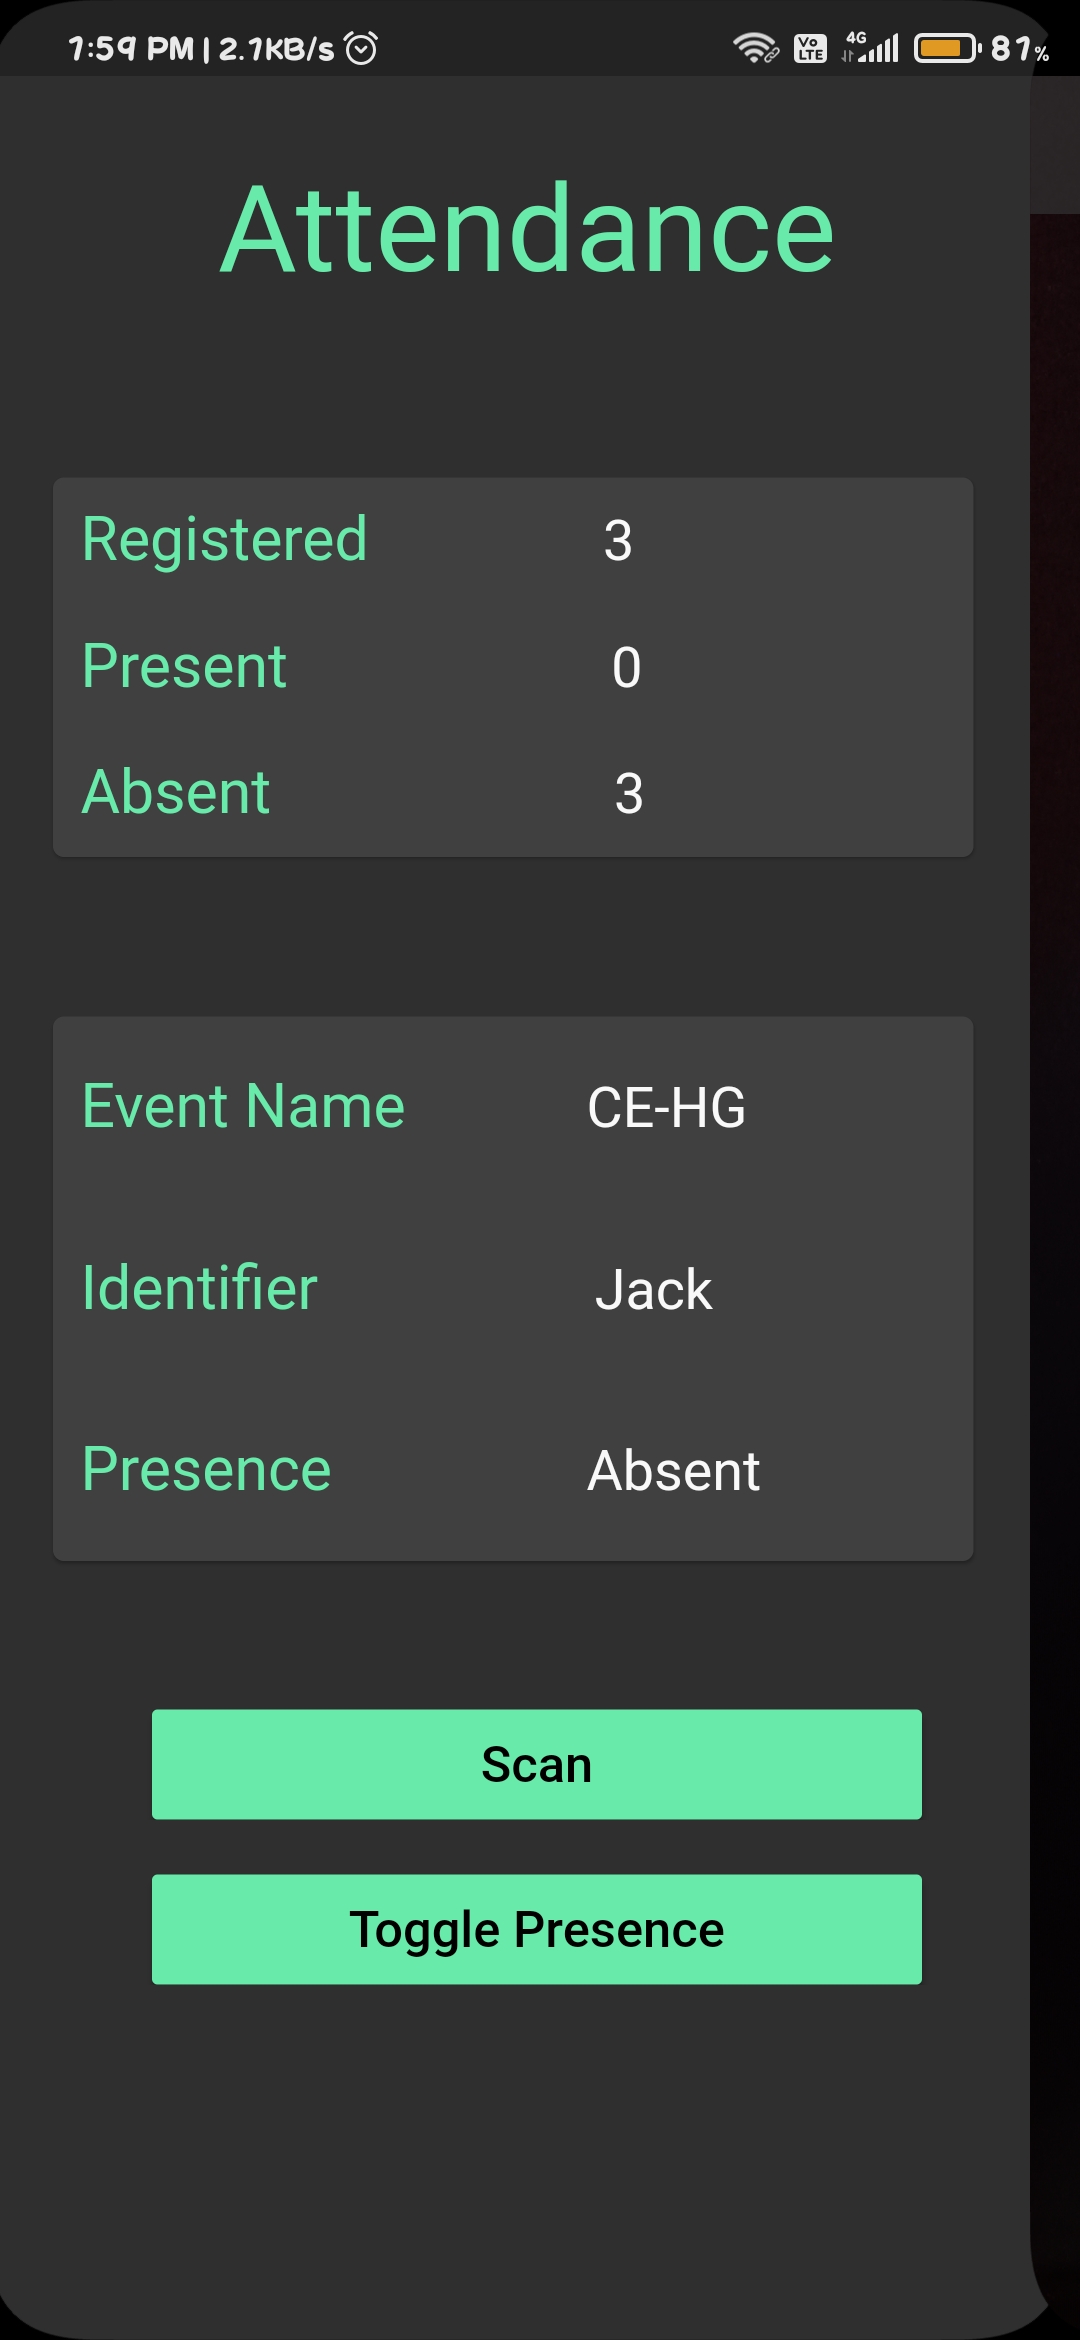 7:59 PM | 2.1KB/s
4G
Vo LTE
81%
Attendance
Registered 3
Present 0
Absent 3
Event Name CE-HG
Identifier Jack
Presence Absent
Scan
Toggle Presence